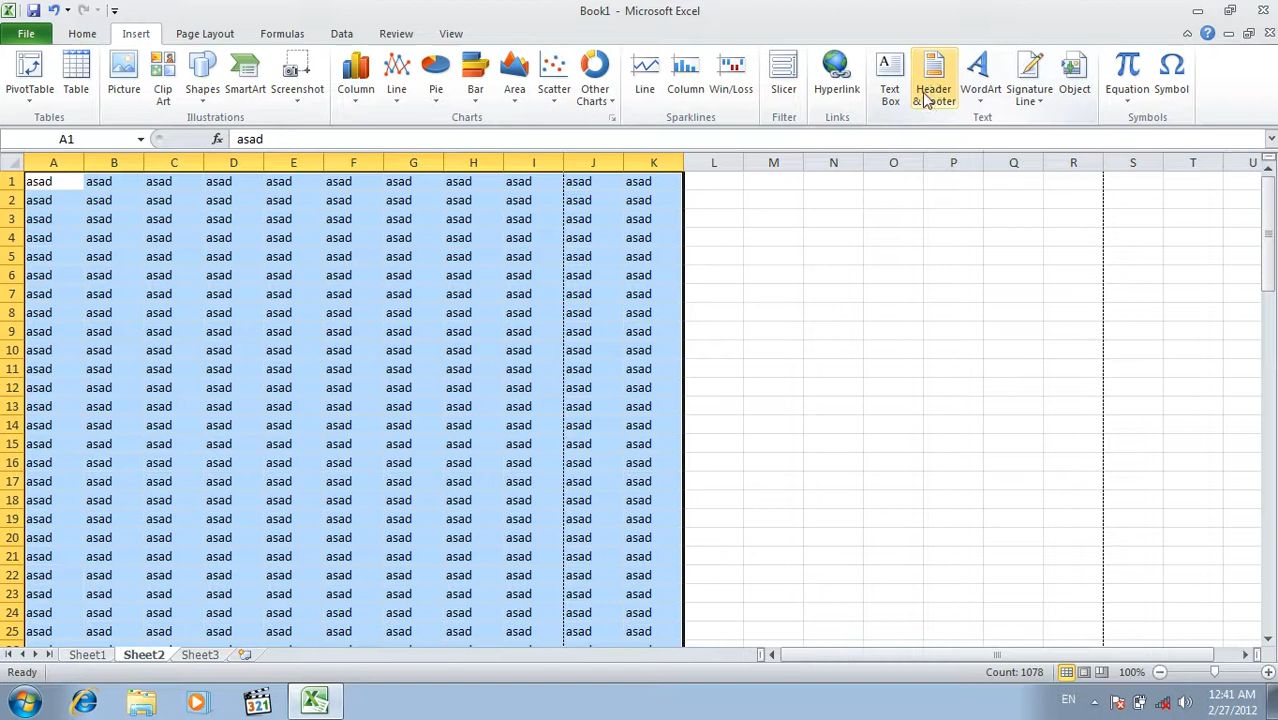 Book1 - Microsoft Excel
File Home Insert Page Layout Formulas Data Review View
PivotTable Table Picture Clip Art Shapes SmartArt Screenshot Column Line Pie Bar Area Scatter Other Charts Line Column Win/Loss Slicer Hyperlink Text Box Header & Footer WordArt Signature Line Object Equation Symbol
Tables Illustrations Charts Sparklines Filter Links Text Symbols
A1 fx asad
A B C D E F G H I J K L M N O P Q R S T U
1 asad asad asad asad asad asad asad asad asad asad asad
2 asad asad asad asad asad asad asad asad asad asad asad
3 asad asad asad asad asad asad asad asad asad asad asad
4 asad asad asad asad asad asad asad asad asad asad asad
5 asad asad asad asad asad asad asad asad asad asad asad
6 asad asad asad asad asad asad asad asad asad asad asad
7 asad asad asad asad asad asad asad asad asad asad asad
8 asad asad asad asad asad asad asad asad asad asad asad
9 asad asad asad asad asad asad asad asad asad asad asad
10 asad asad asad asad asad asad asad asad asad asad asad
11 asad asad asad asad asad asad asad asad asad asad asad
12 asad asad asad asad asad asad asad asad asad asad asad
13 asad asad asad asad asad asad asad asad asad asad asad
14 asad asad asad asad asad asad asad asad asad asad asad
15 asad asad asad asad asad asad asad asad asad asad asad
16 asad asad asad asad asad asad asad asad asad asad asad
17 asad asad asad asad asad asad asad asad asad asad asad
18 asad asad asad asad asad asad asad asad asad asad asad
19 asad asad asad asad asad asad asad asad asad asad asad
20 asad asad asad asad asad asad asad asad asad asad asad
21 asad asad asad asad asad asad asad asad asad asad asad
22 asad asad asad asad asad asad asad asad asad asad asad
23 asad asad asad asad asad asad asad asad asad asad asad
24 asad asad asad asad asad asad asad asad asad asad asad
25 asad asad asad asad asad asad asad asad asad asad asad
Sheet1 Sheet2 Sheet3
Ready Count: 1078 100%
321 EN 12:41 AM
2/27/2012